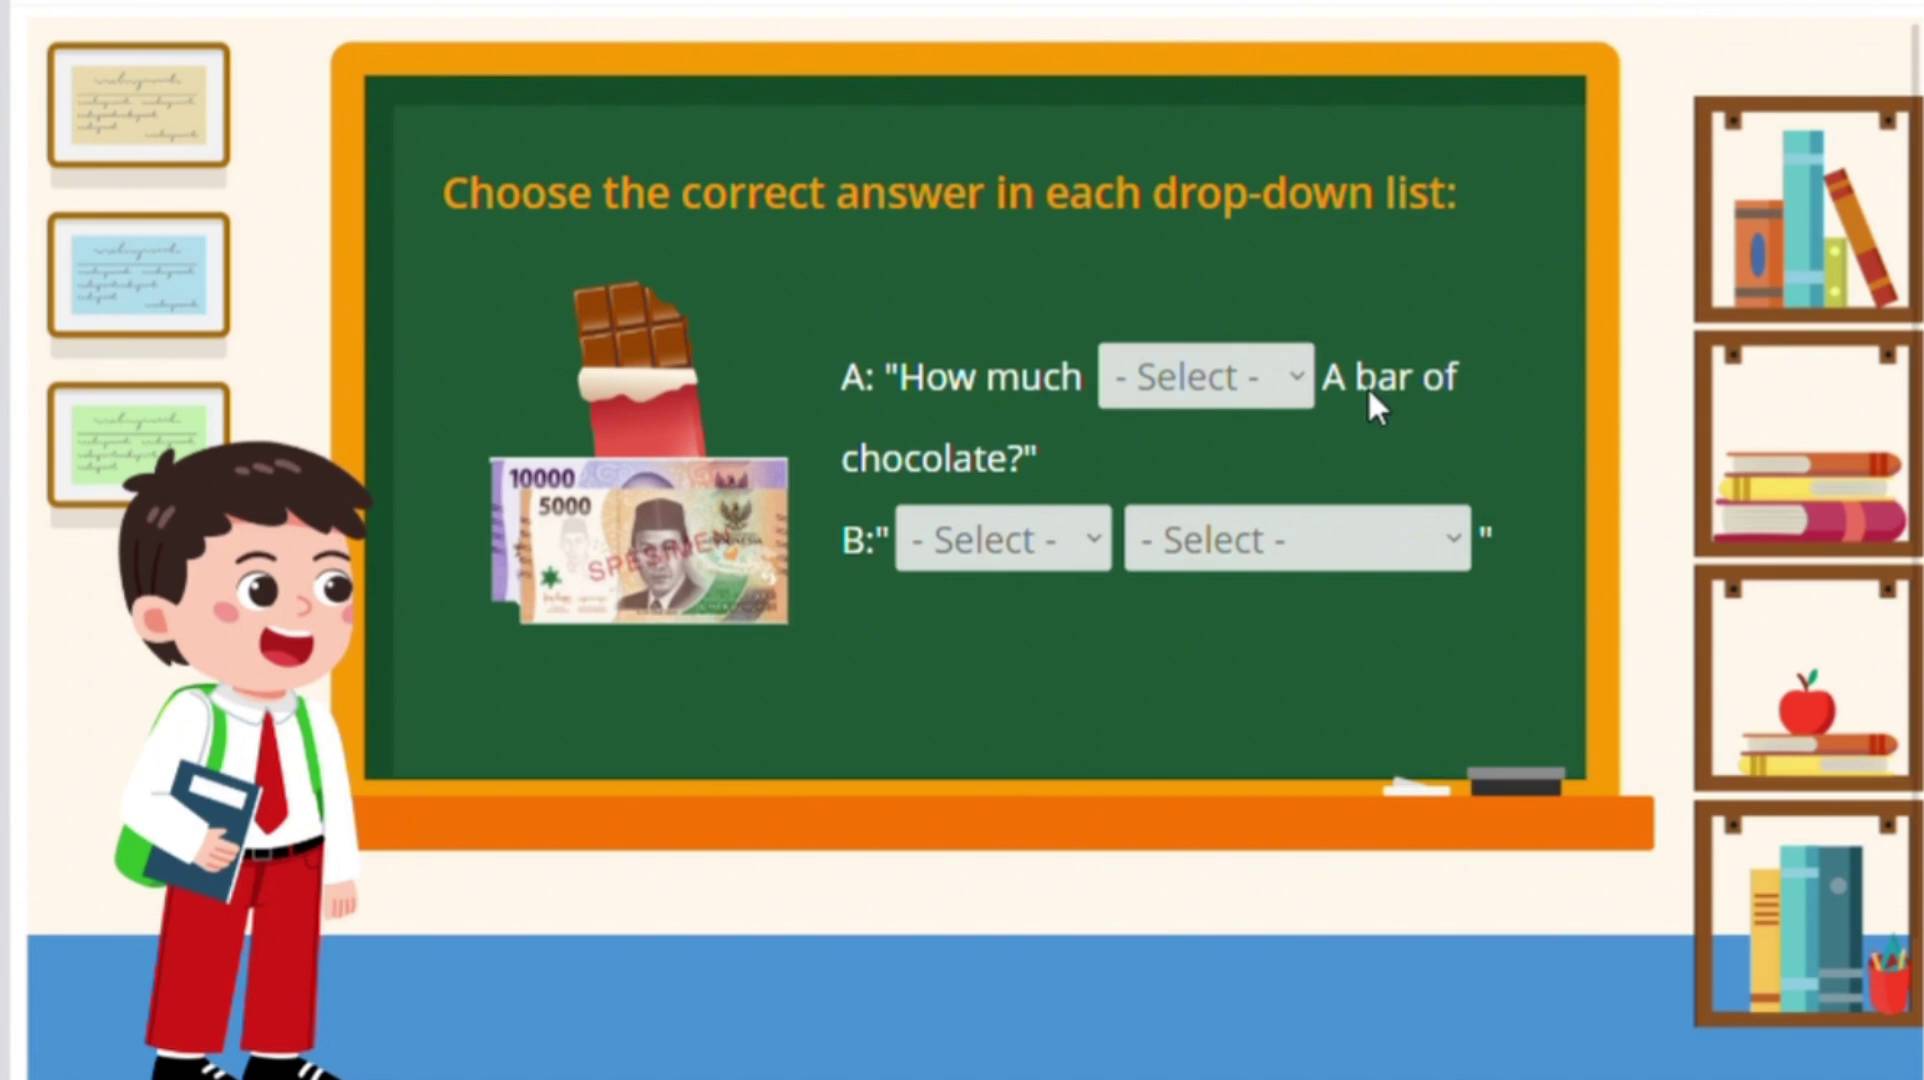 Choose the correct answer in each drop-down list:
A: "How much - Select - A bar of
chocolate?"
10000
5000
SPESIMEN
B:" - Select - - Select - "